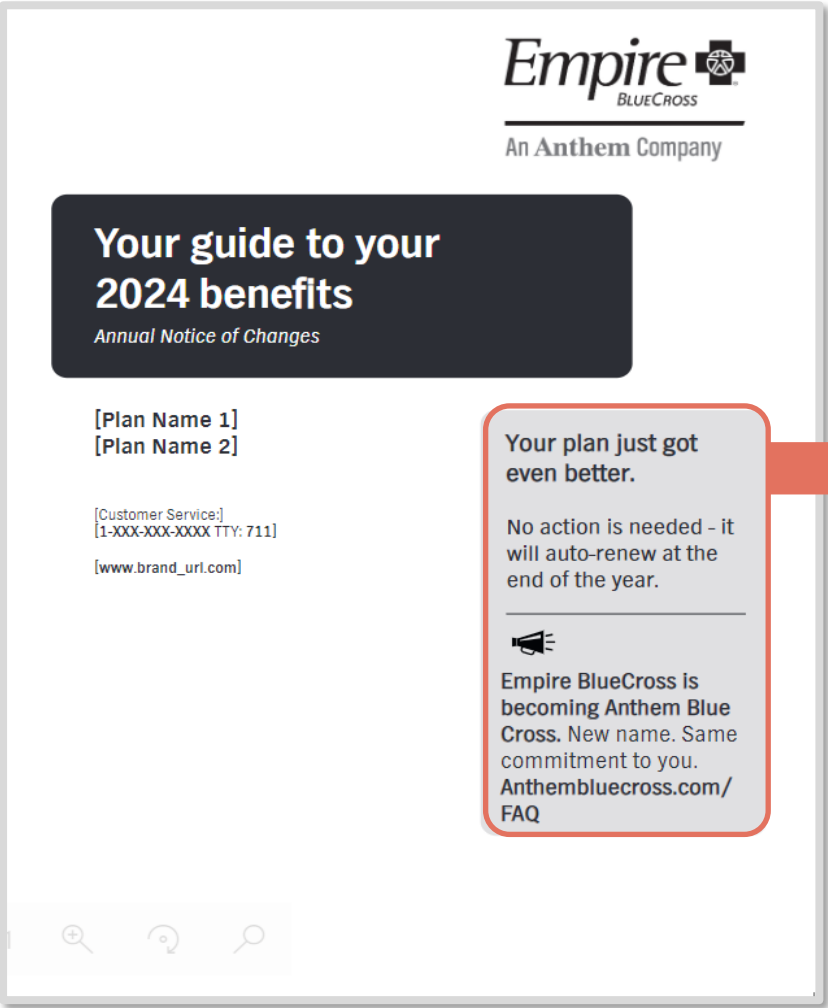 Empire
BLUECROSS
An Anthem Company
Your guide to your
2024 benefits
Annual Notice of Changes
[Plan Name 1]
[Plan Name 2]
[Customer Service:]
[1-XXX-XXX-XXXX TTY: 711]
[www.brand_url.com]
Your plan just got
even better.
No action is needed - it
will auto-renew at the
end of the year.
Empire BlueCross is
becoming Anthem Blue
Cross. New name. Same
commitment to you.
Anthembluecross.com/
FAQ